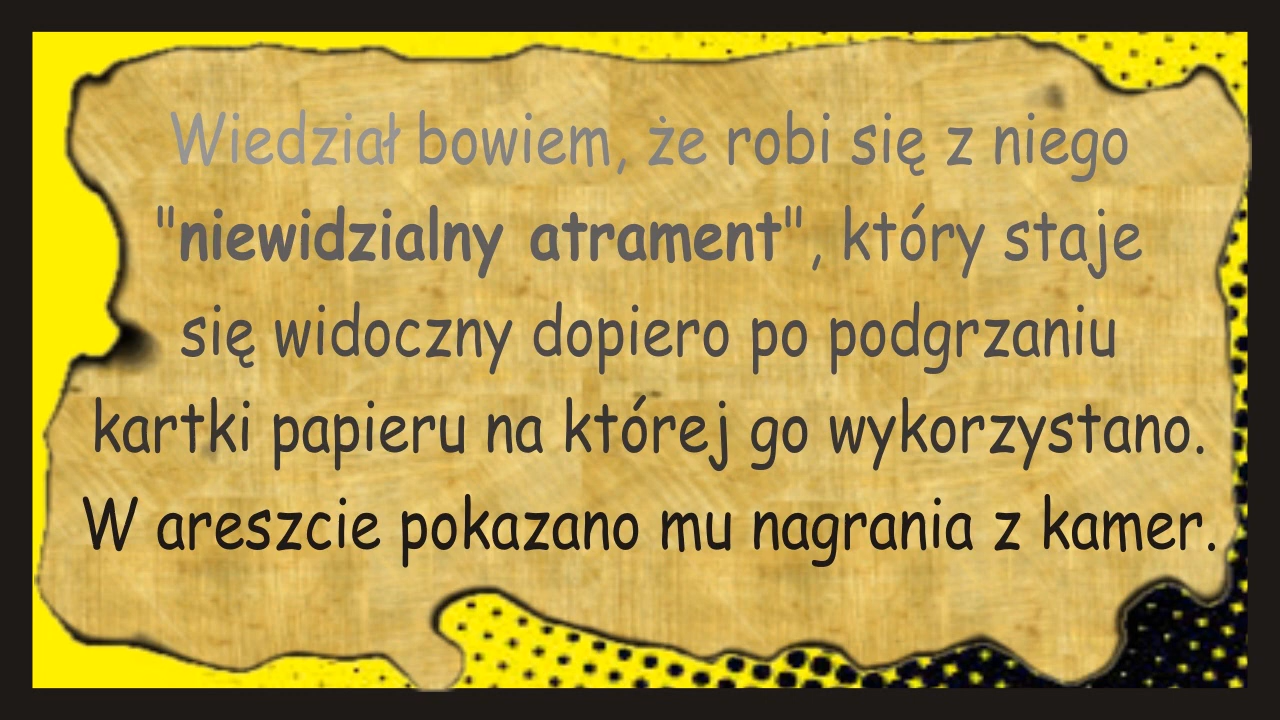 Wiedział bowiem, że robi się z niego
"niewidzialny atrament", który staje
się widoczny dopiero po podgrzaniu
kartki papieru na której go wykorzystano.
W areszcie pokazano mu nagrania z kamer.